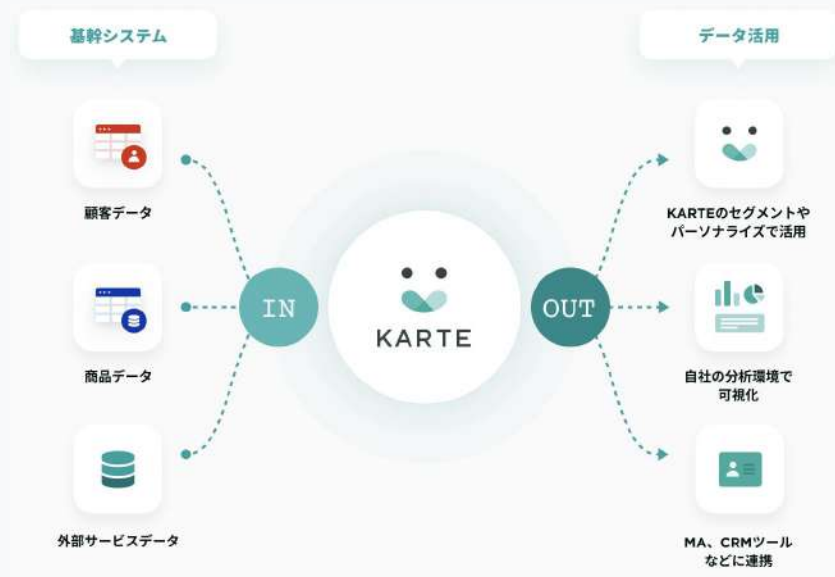 基幹システム
顧客データ
商品データ
外部サービスデータ
IN
KARTE
OUT
データ活用
KARTEのセグメントや
パーソナライズで活用
自社の分析環境で
可視化
MA、CRMツール
などに連携